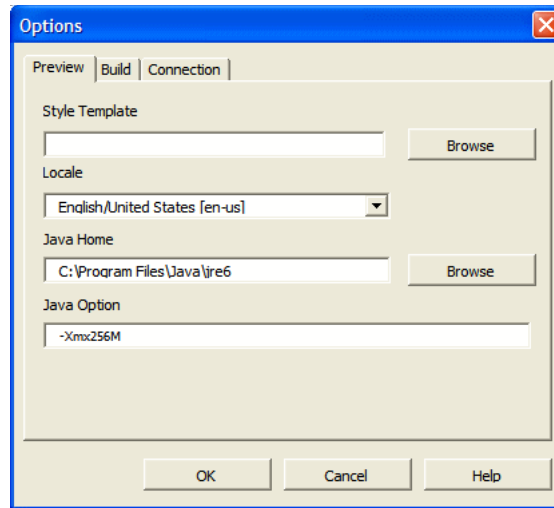 Options
Preview Build Connection
Style Template
Browse
Locale
English/United States [en-us]
Java Home
C:\Program Files\Java\jre6
Browse
Java Option
-Xmx256M
OK Cancel Help